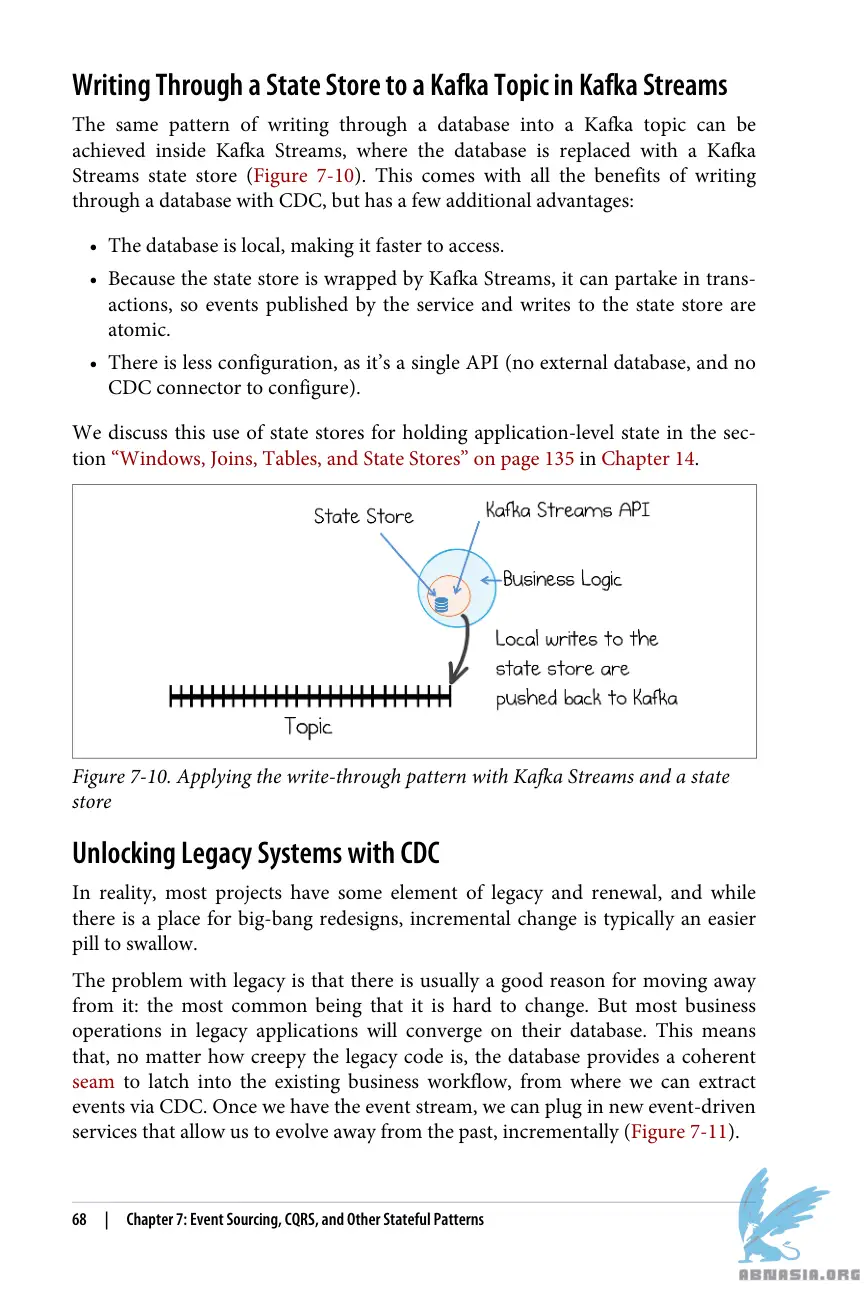 Writing Through a State Store to a Kafka Topic in Kafka Streams
The same pattern of writing through a database into a Kafka topic can be
achieved inside Kafka Streams, where the database is replaced with a Kafka
Streams state store (Figure 7-10). This comes with all the benefits of writing
through a database with CDC, but has a few additional advantages:
• The database is local, making it faster to access.
• Because the state store is wrapped by Kafka Streams, it can partake in trans-
actions, so events published by the service and writes to the state store are
atomic.
• There is less configuration, as it’s a single API (no external database, and no
CDC connector to configure).
We discuss this use of state stores for holding application-level state in the sec-
tion “Windows, Joins, Tables, and State Stores” on page 135 in Chapter 14.
State Store
Kafka Streams API
Business Logic
Local writes to the
state store are
pushed back to Kafka
Topic
Figure 7-10. Applying the write-through pattern with Kafka Streams and a state
store
Unlocking Legacy Systems with CDC
In reality, most projects have some element of legacy and renewal, and while
there is a place for big-bang redesigns, incremental change is typically an easier
pill to swallow.
The problem with legacy is that there is usually a good reason for moving away
from it: the most common being that it is hard to change. But most business
operations in legacy applications will converge on their database. This means
that, no matter how creepy the legacy code is, the database provides a coherent
seam to latch into the existing business workflow, from where we can extract
events via CDC. Once we have the event stream, we can plug in new event-driven
services that allow us to evolve away from the past, incrementally (Figure 7-11).
68 | Chapter 7: Event Sourcing, CQRS, and Other Stateful Patterns
ABNASIA.ORG